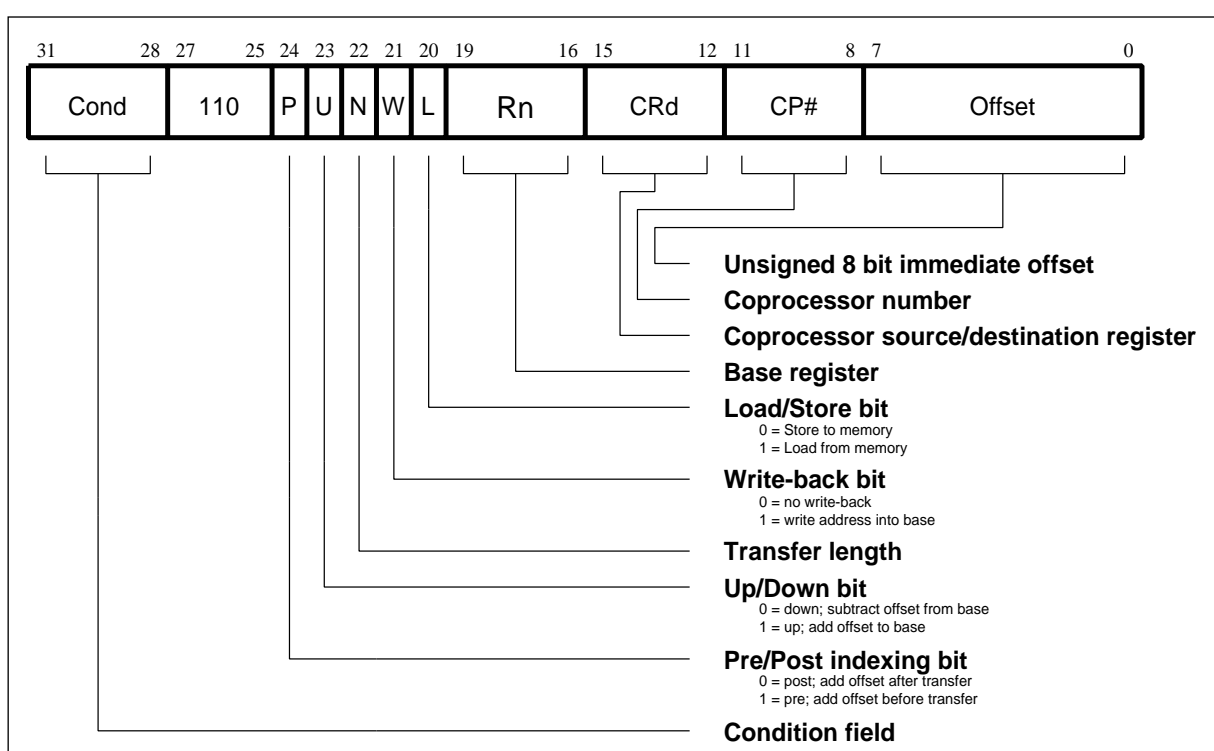 31 28 27 25 24 23 22 21 20 19 16 15 12 11 8 7 0
Cond 110 P U N W L Rn CRd CP# Offset
Unsigned 8 bit immediate offset
Coprocessor number
Coprocessor source/destination register
Base register
Load/Store bit
0 = Store to memory
1 = Load from memory
Write-back bit
0 = no write-back
1 = write address into base
Transfer length
Up/Down bit
0 = down; subtract offset from base
1 = up; add offset to base
Pre/Post indexing bit
0 = post; add offset after transfer
1 = pre; add offset before transfer
Condition field